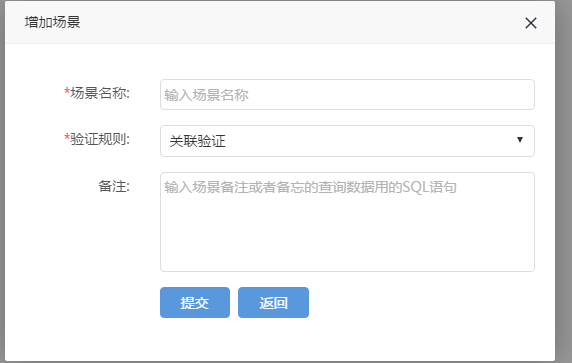 增加场景
*场景名称:
输入场景名称
*验证规则:
关联验证
备注:
输入场景备注或者备忘的查询数据用的SQL语句
提交 返回